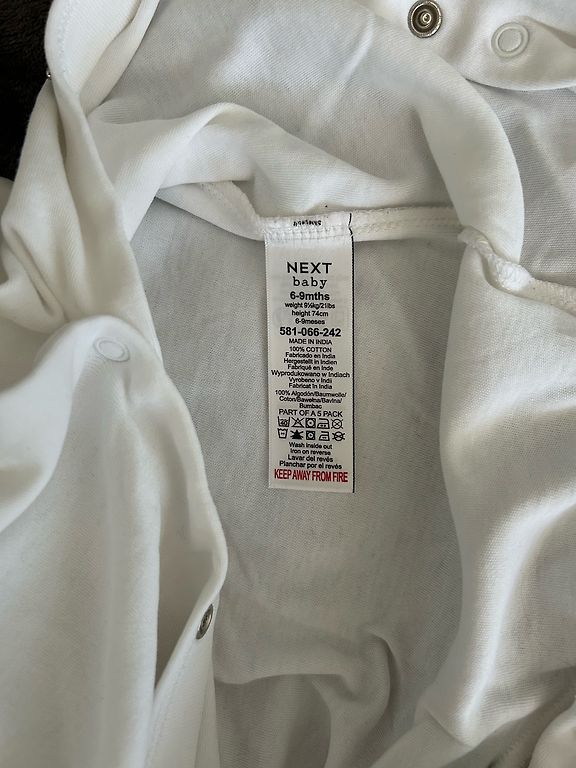 NEXT
baby
6-9mths
weight 9½kg/21lbs
height 74cm
6-9meses
581-066-242
MADE IN INDIA
100% COTTON
Fabricado en India
Hergestellt in Indien
Fabriqué en Inde
Wyprodukowano w Indiach
Vyrobeno v Indii
Fabricat în India
100% Algodón/Baumwolle/
Coton/Bawełna/Bavlna/
Bumbac
PART OF A 5 PACK
40
Wash inside out
Iron on reverse
Lavar del revés
Planchar por el revés
KEEP AWAY FROM FIRE